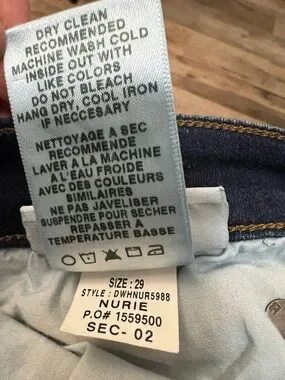 DRY CLEAN
RECOMMENDED
MACHINE WASH COLD
INSIDE OUT WITH
LIKE COLORS
DO NOT BLEACH
HANG DRY, COOL IRON
IF NECCESARY
NETTOYAGE A SEC
RECOMMENDE
LAVER A LA MACHINE
A L'EAU FROIDE
AVEC DES COULEURS
SIMILAIRES
NE PAS JAVELISER
SUSPENDRE POUR SECHER
REPASSER A
TEMPERATURE BASSE
SIZE: 29
STYLE: DWHNUR5988
NURIE
P.O# 1559500
SEC- 02